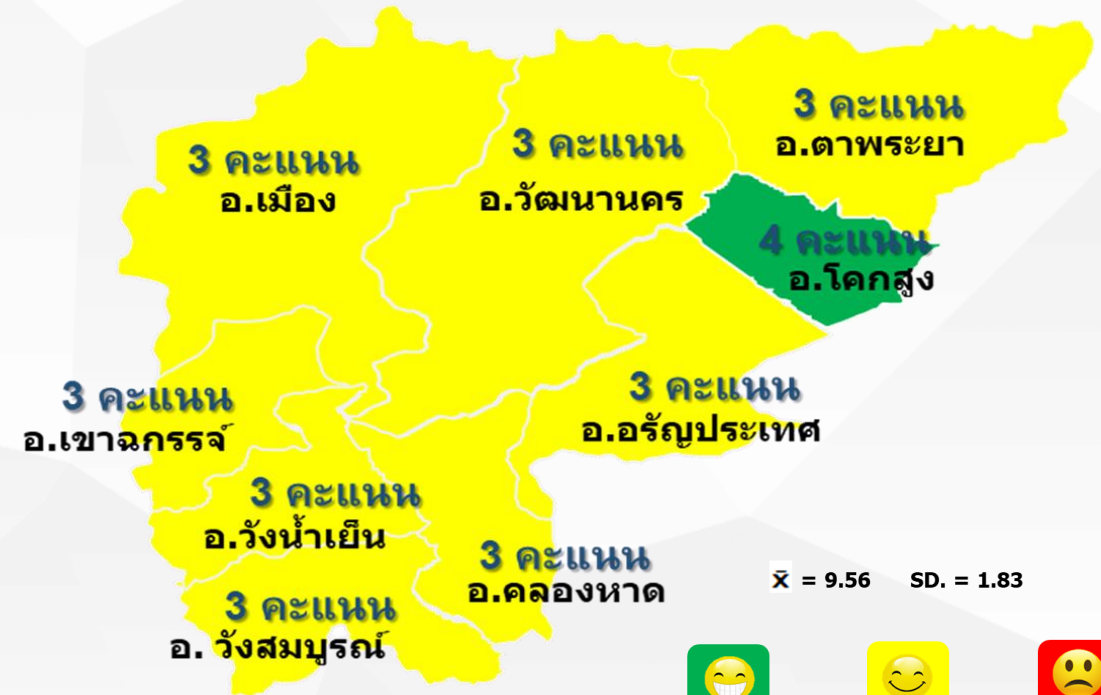 3 คะแนน
อ.ตาพระยา
3 คะแนน
อ.วัฒนานคร
3 คะแนน
อ.เมือง
4 คะแนน
อ.โคกสูง
3 คะแนน
อ.อรัญประเทศ
3 คะแนน
อ.เขาฉกรรจ์
3 คะแนน
อ.วังน้ำเย็น
3 คะแนน
อ.คลองหาด
x̄ = 9.56 SD. = 1.83
3 คะแนน
อ. วังสมบูรณ์